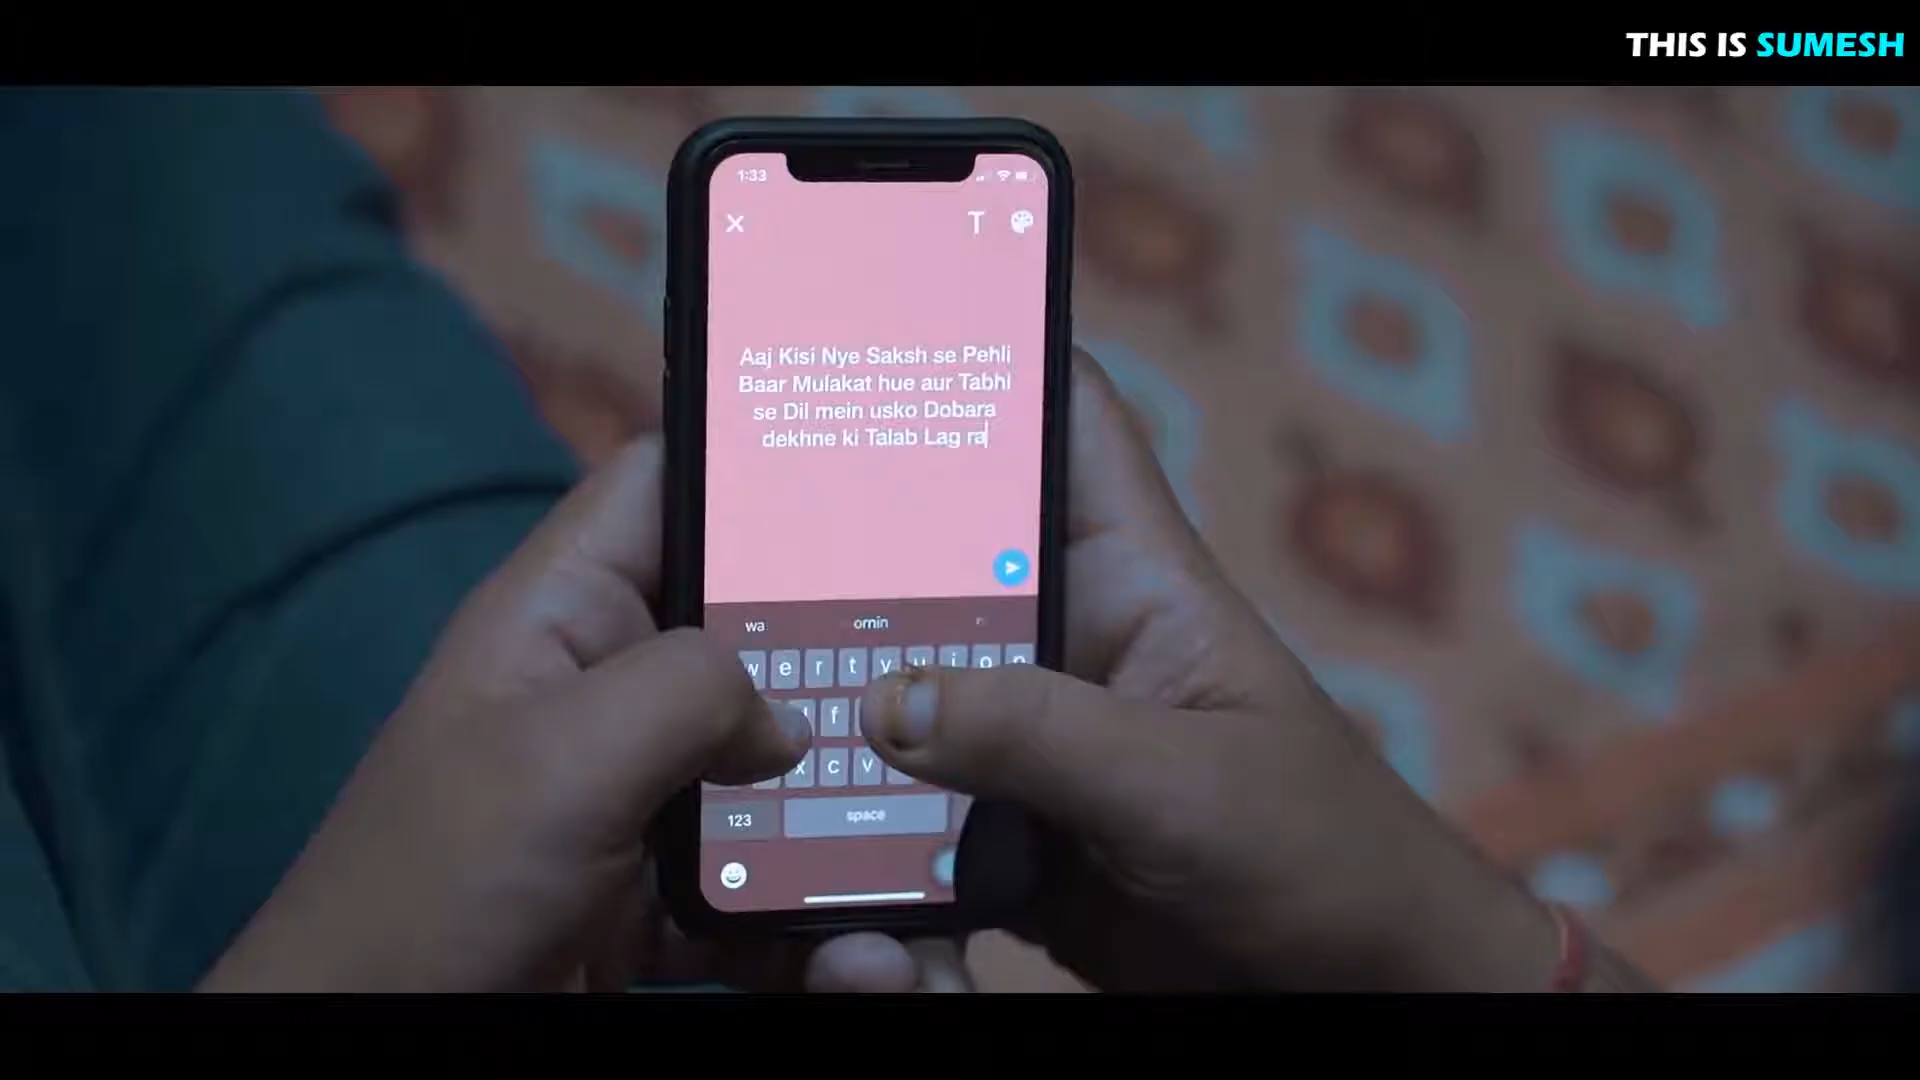 THIS IS SUMESH
1:33
T
Aaj Kisi Nye Saksh se Pehli
Baar Mulakat hue aur Tabhi
se Dil mein usko Dobara
dekhne ki Talab Lag ra
wa ornin
w e r t y u i o p
f
x c v
123 space